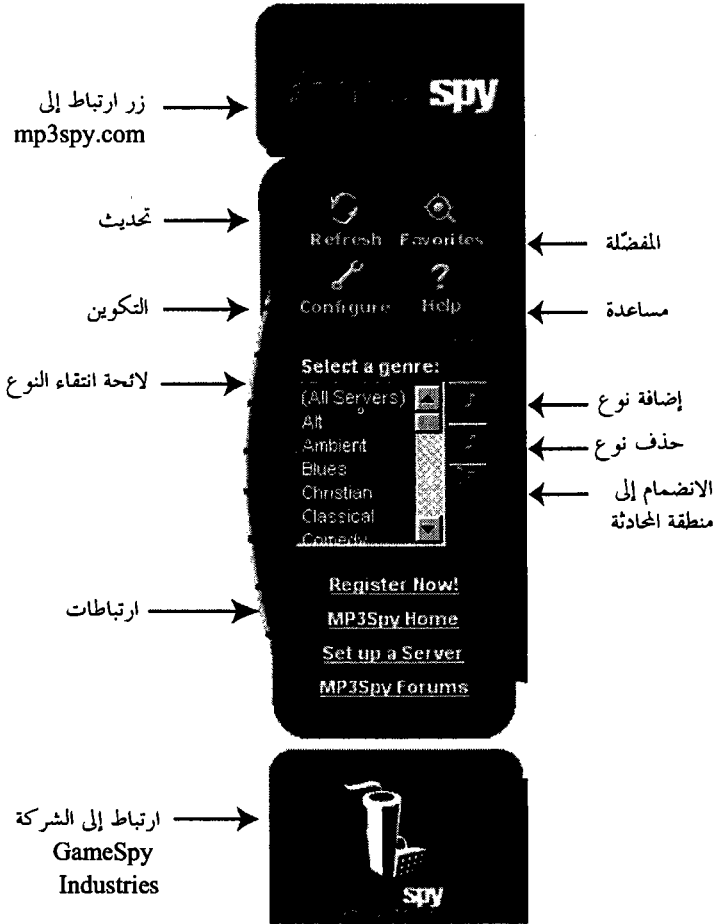 spy
زر ارتباط إلى
mp3spy.com
تحديث
Refresh Favorites
المفضّلة
Configure Help
التكوين
مساعدة
Select a genre:
لائحة انتقاء النوع
(All Servers)
إضافة نوع
Alt
Ambient
حذف نوع
Blues
Christian
الانضمام إلى
منطقة المحادثة
Classical
Comedy
Register Now!
ارتباطات
MP3Spy Home
Set up a Server
MP3Spy Forums
ارتباط إلى الشركة
GameSpy
Industries
spy